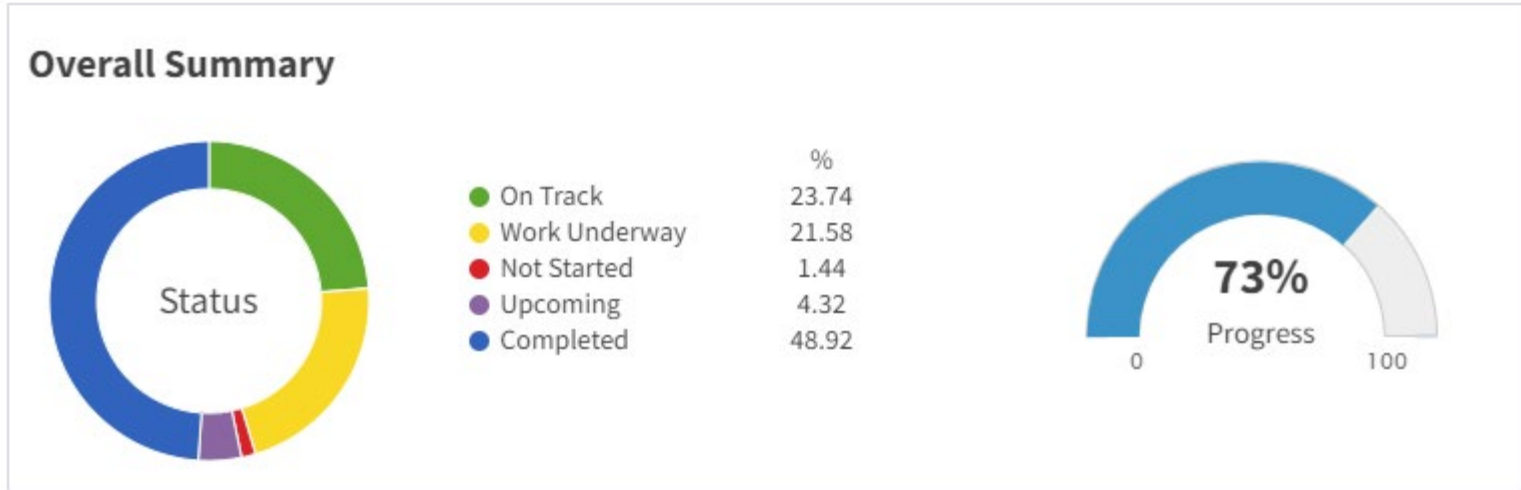 Overall Summary
Status
%
On Track 23.74
Work Underway 21.58
Not Started 1.44
Upcoming 4.32
Completed 48.92
73%
Progress
0 100